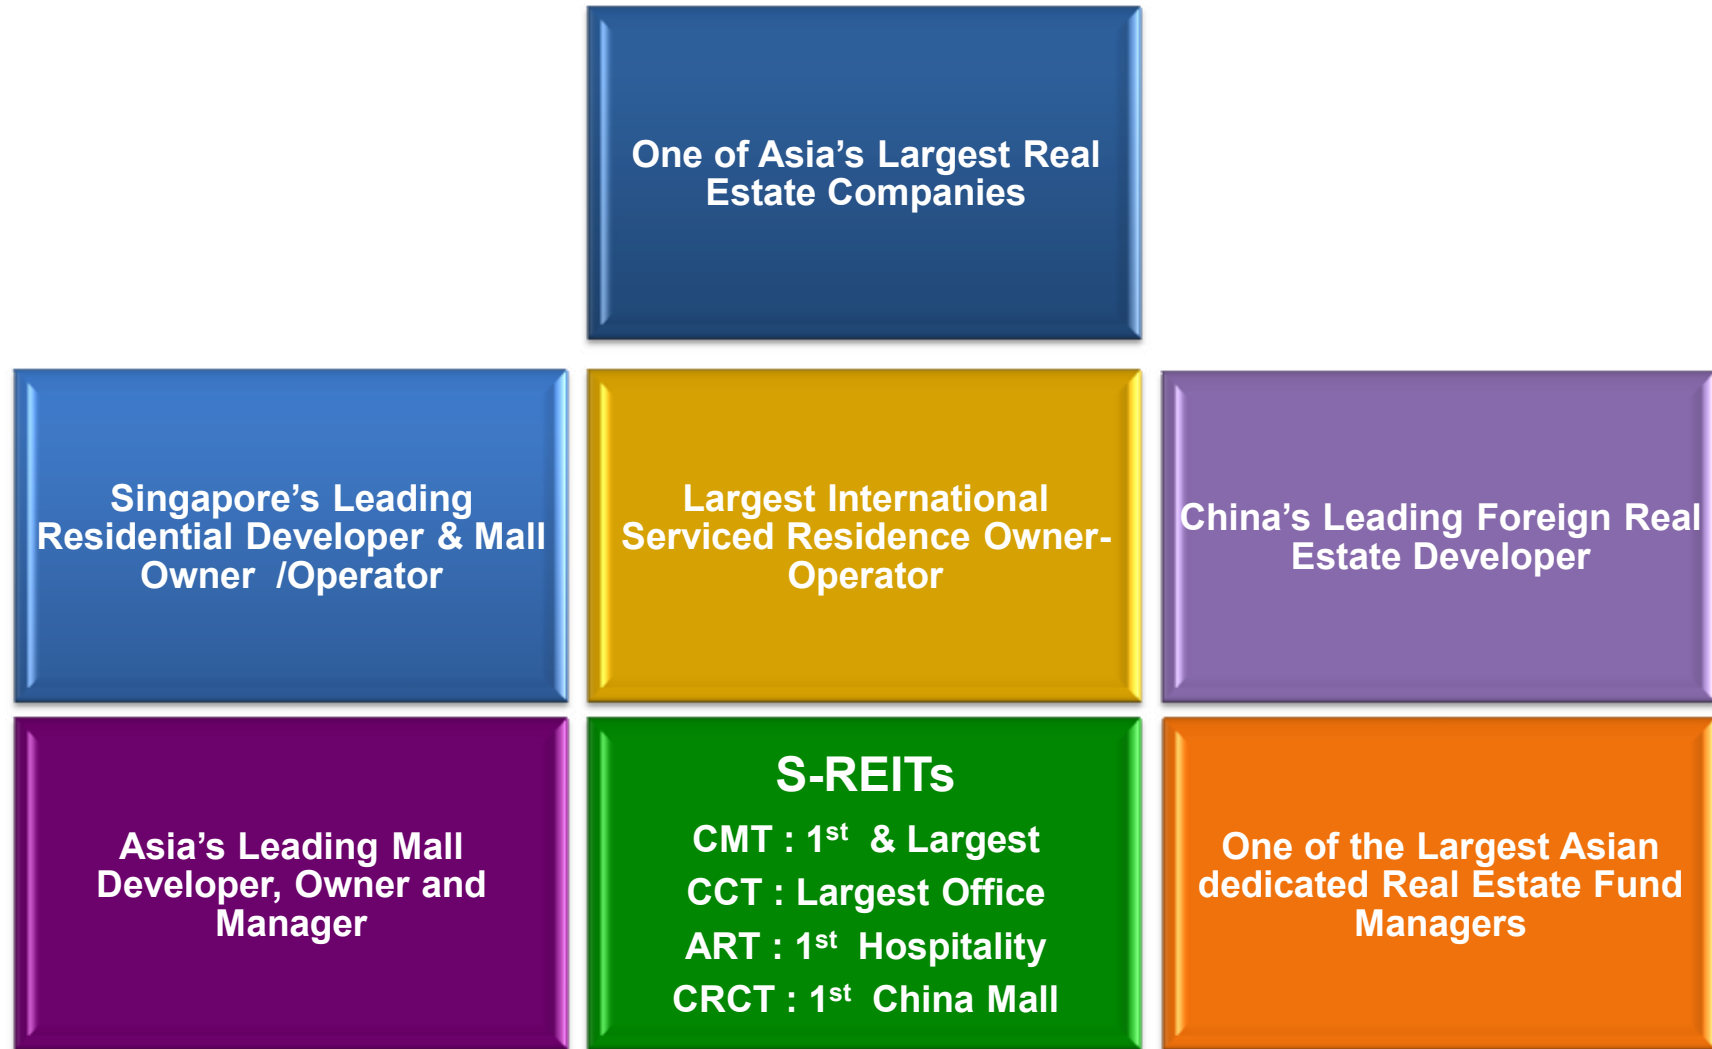 One of Asia’s Largest Real
Estate Companies
Singapore’s Leading
Residential Developer & Mall
Owner /Operator
Largest International
Serviced Residence Owner-
Operator
China’s Leading Foreign Real
Estate Developer
Asia’s Leading Mall
Developer, Owner and
Manager
S-REITs
CMT : 1st & Largest
CCT : Largest Office
ART : 1st Hospitality
CRCT : 1st China Mall
One of the Largest Asian
dedicated Real Estate Fund
Managers